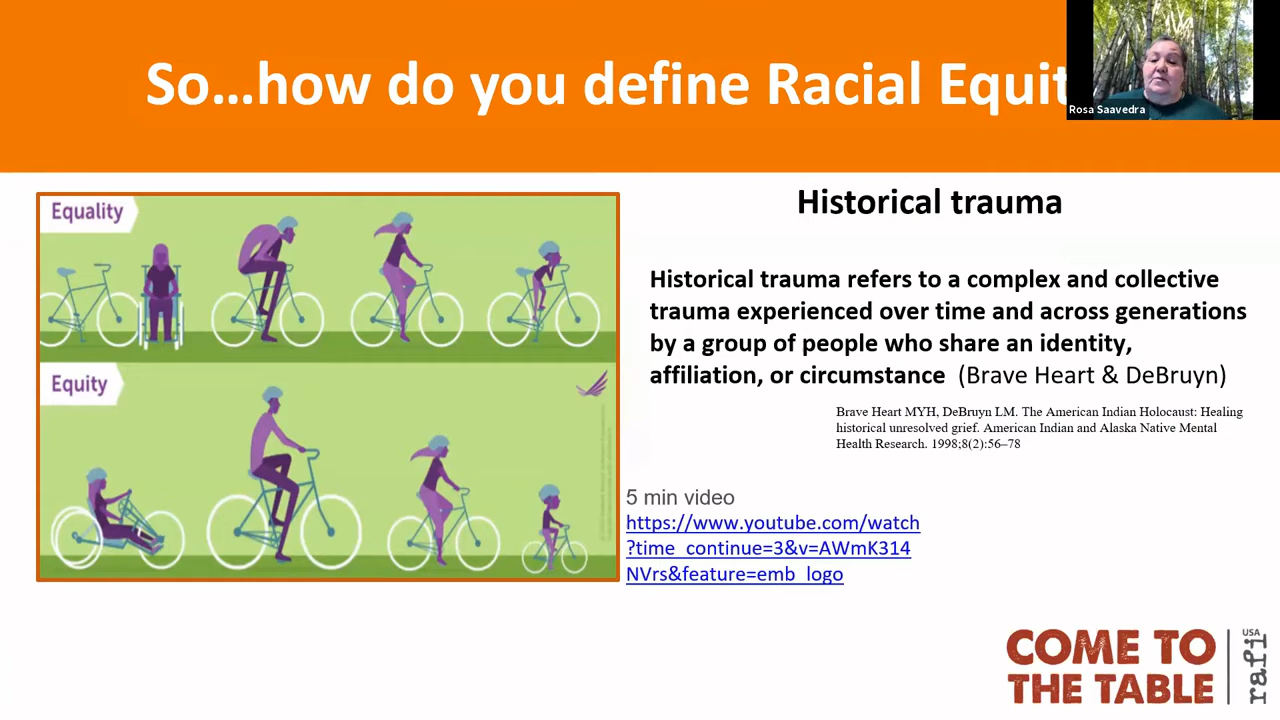 So...how do you define Racial Equit
Rosa Saavedra
Equality
Equity
Historical trauma
Historical trauma refers to a complex and collective
trauma experienced over time and across generations
by a group of people who share an identity,
affiliation, or circumstance (Brave Heart & DeBruyn)
Brave Heart MYH, DeBruyn LM. The American Indian Holocaust: Healing
historical unresolved grief. American Indian and Alaska Native Mental
Health Research. 1998;8(2):56–78
5 min video
https://www.youtube.com/watch
?time_continue=3&v=AWmK314
NVrs&feature=emb_logo
COME TO
THE TABLE
rafi
USA